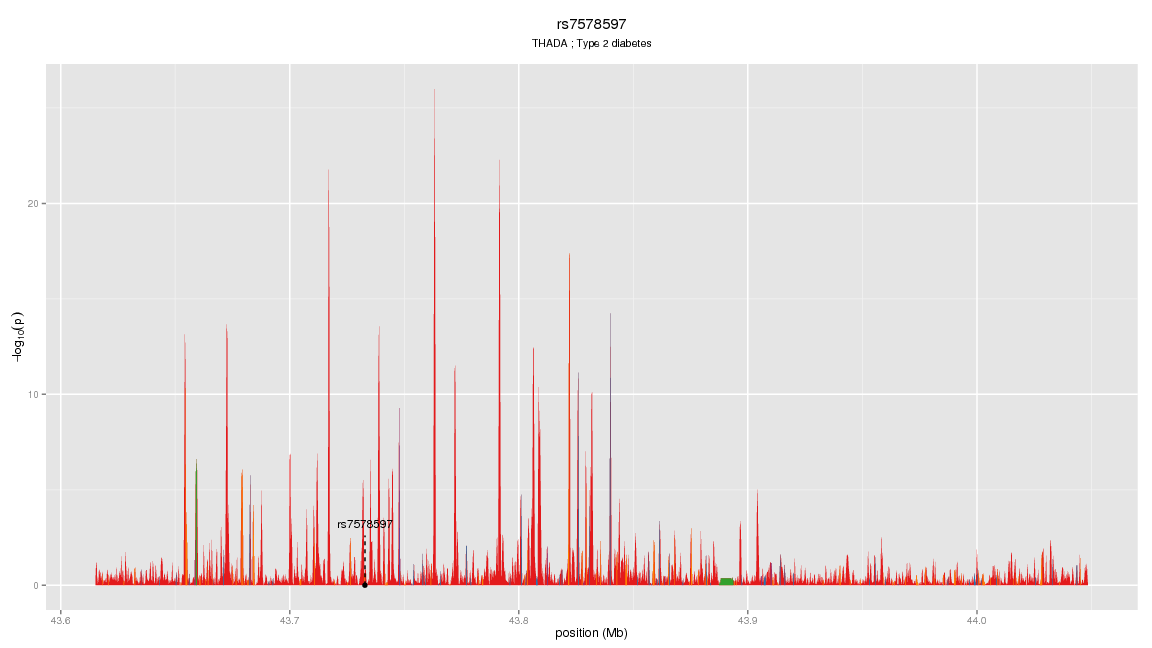 rs7578597
THADA ; Type 2 diabetes
−log10(p)
20
10
0
rs7578597
43.6
43.7
43.8
43.9
44.0
position (Mb)